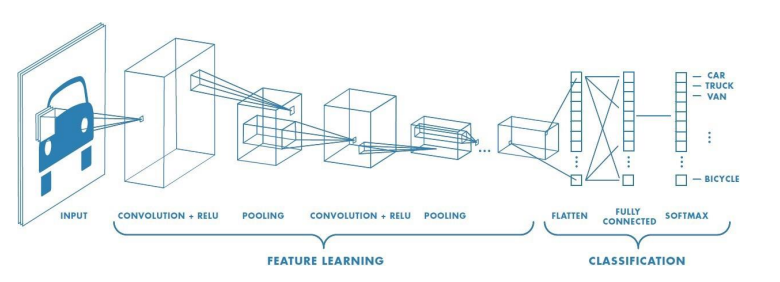 CAR
TRUCK
VAN
BICYCLE
INPUT
CONVOLUTION + RELU
POOLING
CONVOLUTION + RELU
POOLING
FLATTEN
FULLY
CONNECTED
SOFTMAX
FEATURE LEARNING
CLASSIFICATION